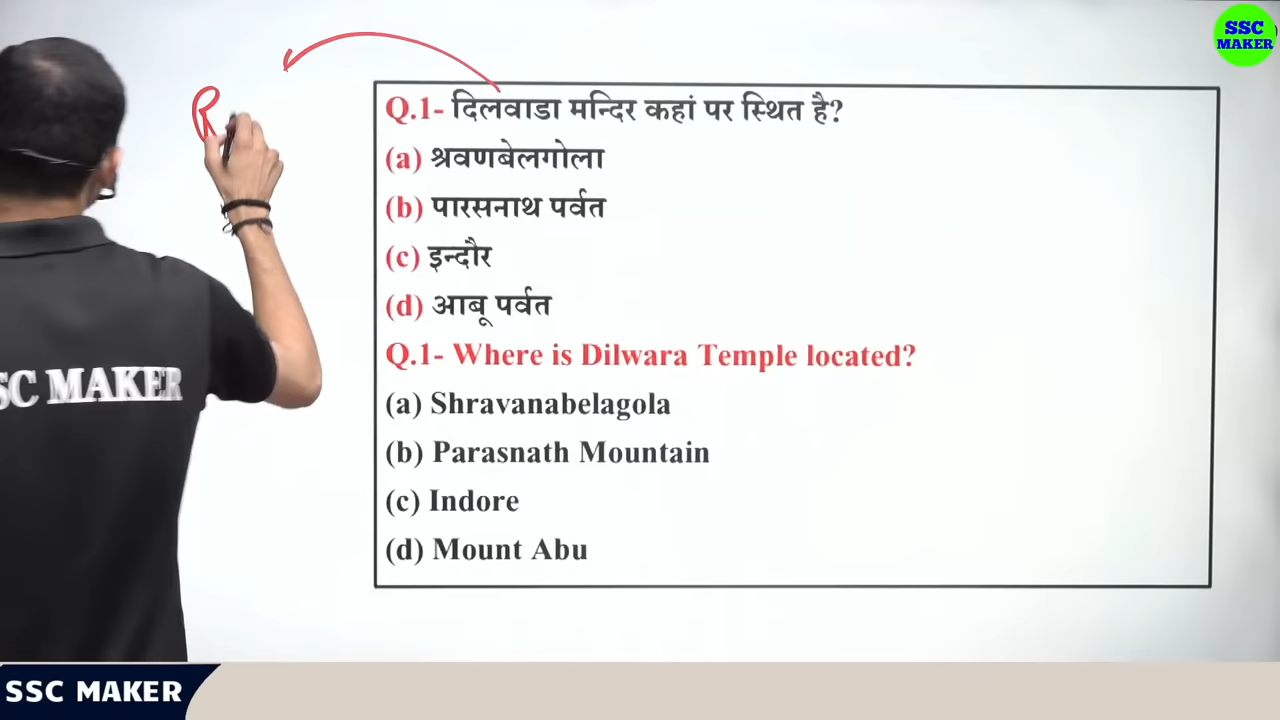 SSC
MAKER
R
Q.1- दिलवाडा मन्दिर कहां पर स्थित है?
(a) श्रवणबेलगोला
(b) पारसनाथ पर्वत
(c) इन्दौर
(d) आबू पर्वत
Q.1- Where is Dilwara Temple located?
(a) Shravanabelagola
(b) Parasnath Mountain
(c) Indore
(d) Mount Abu
SC MAKER
SSC MAKER